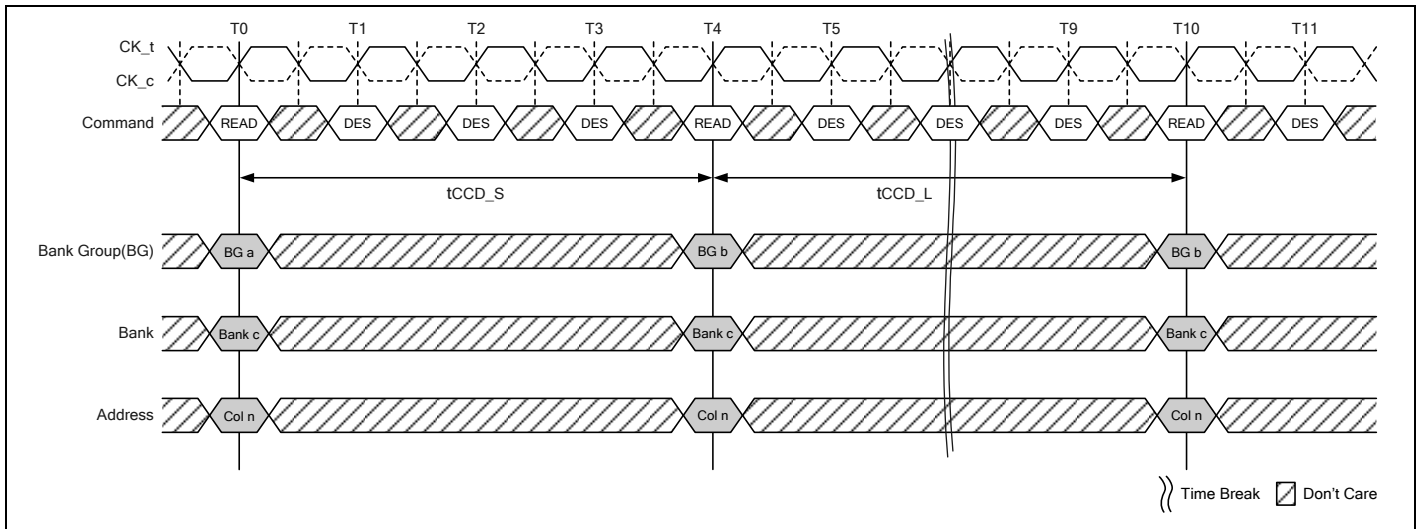 T0 T1 T2 T3 T4 T5 T9 T10 T11
CK_t
CK_c
Command READ DES DES DES READ DES DES DES READ DES
tCCD_S tCCD_L
Bank Group(BG) BG a BG b BG b
Bank Bank c Bank c Bank c
Address Col n Col n Col n
Time Break Don't Care